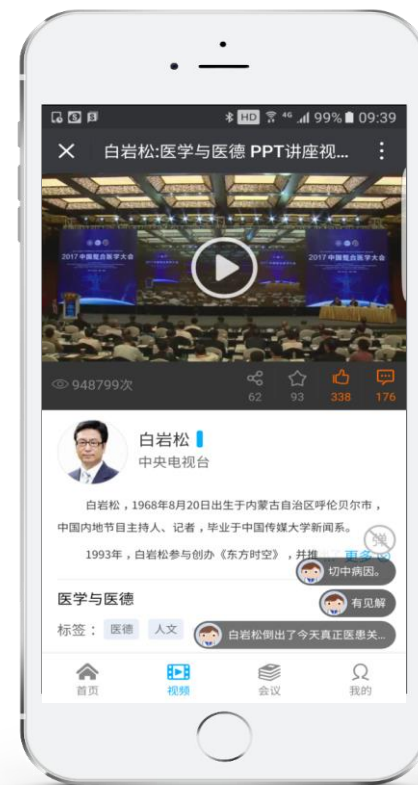 HD 4G 99% 09:39
白岩松:医学与医德 PPT讲座视...
2017 中国整合医学大会
2017 中国整合医学大会
948799次
62 93 338 176
白岩松
中央电视台
白岩松，1968年8月20日出生于内蒙古自治区呼伦贝尔市，
中国内地节目主持人、记者，毕业于中国传媒大学新闻系。
弹
1993年，白岩松参与创办《东方时空》，并推... 更多
切中病因。
医学与医德
有见解
标签： 医德 人文
白岩松倒出了今天真正医患关...
首页 视频 会议 我的